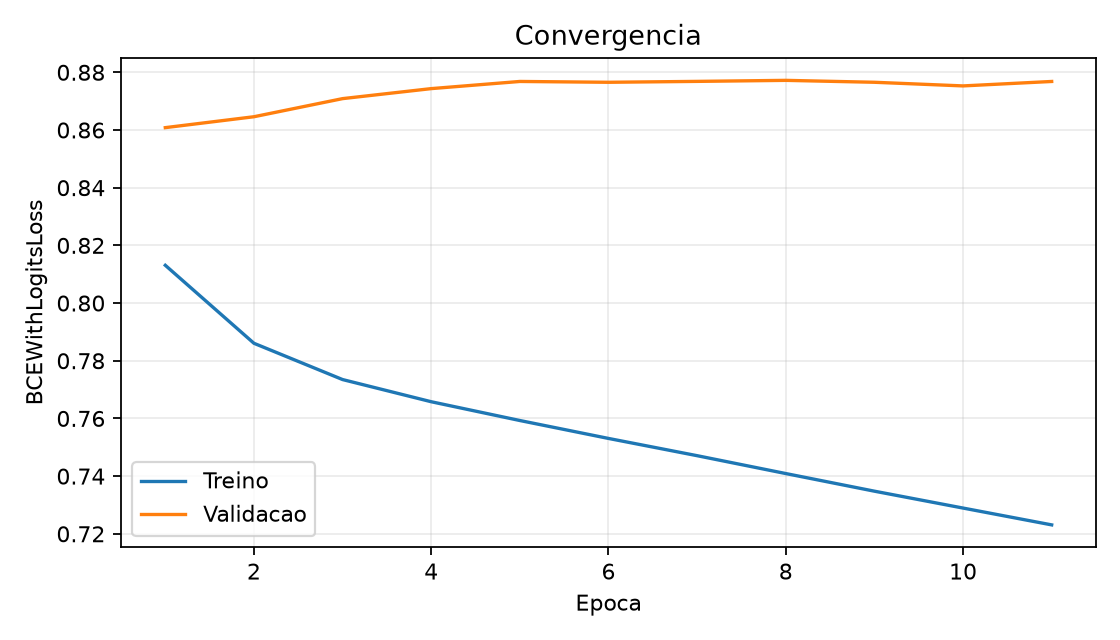 Convergencia
BCEWithLogitsLoss
0.88
0.86
0.84
0.82
0.80
0.78
0.76
0.74
0.72
Treino
Validacao
2 4 6 8 10
Epoca